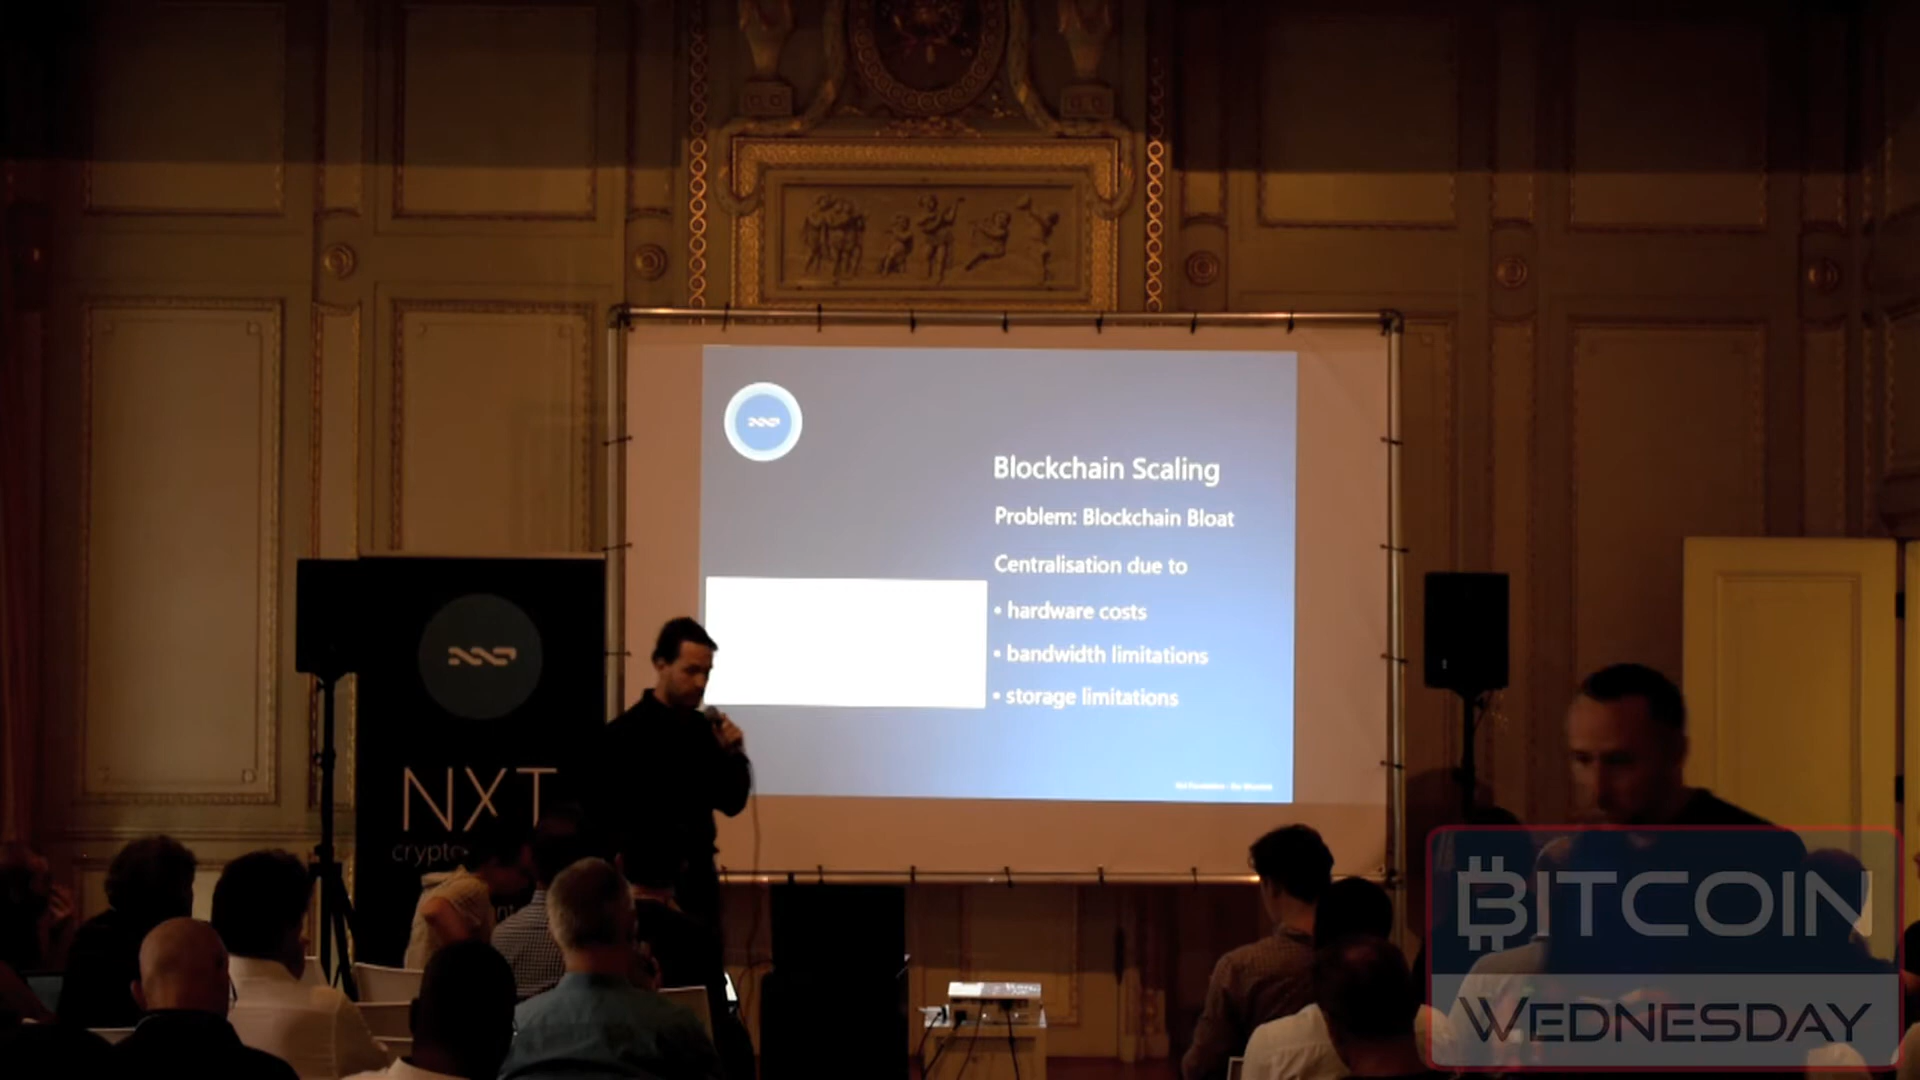 Blockchain Scaling
Problem: Blockchain Bloat
Centralisation due to
• hardware costs
• bandwidth limitations
• storage limitations
NXT
BITCOIN
WEDNESDAY